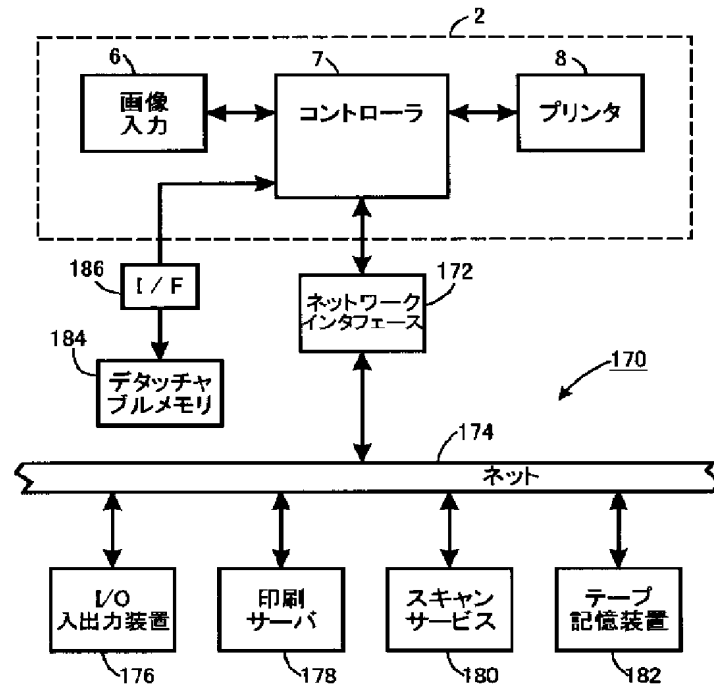 2
6
7
8
画像
入力
コントローラ
プリンタ
186
I/F
ネットワーク
インタフェース
172
184
デタッチャ
ブルメモリ
170
174
ネット
I/O
入出力装置
印刷
サーバ
スキャン
サービス
テープ
記憶装置
176
178
180
182